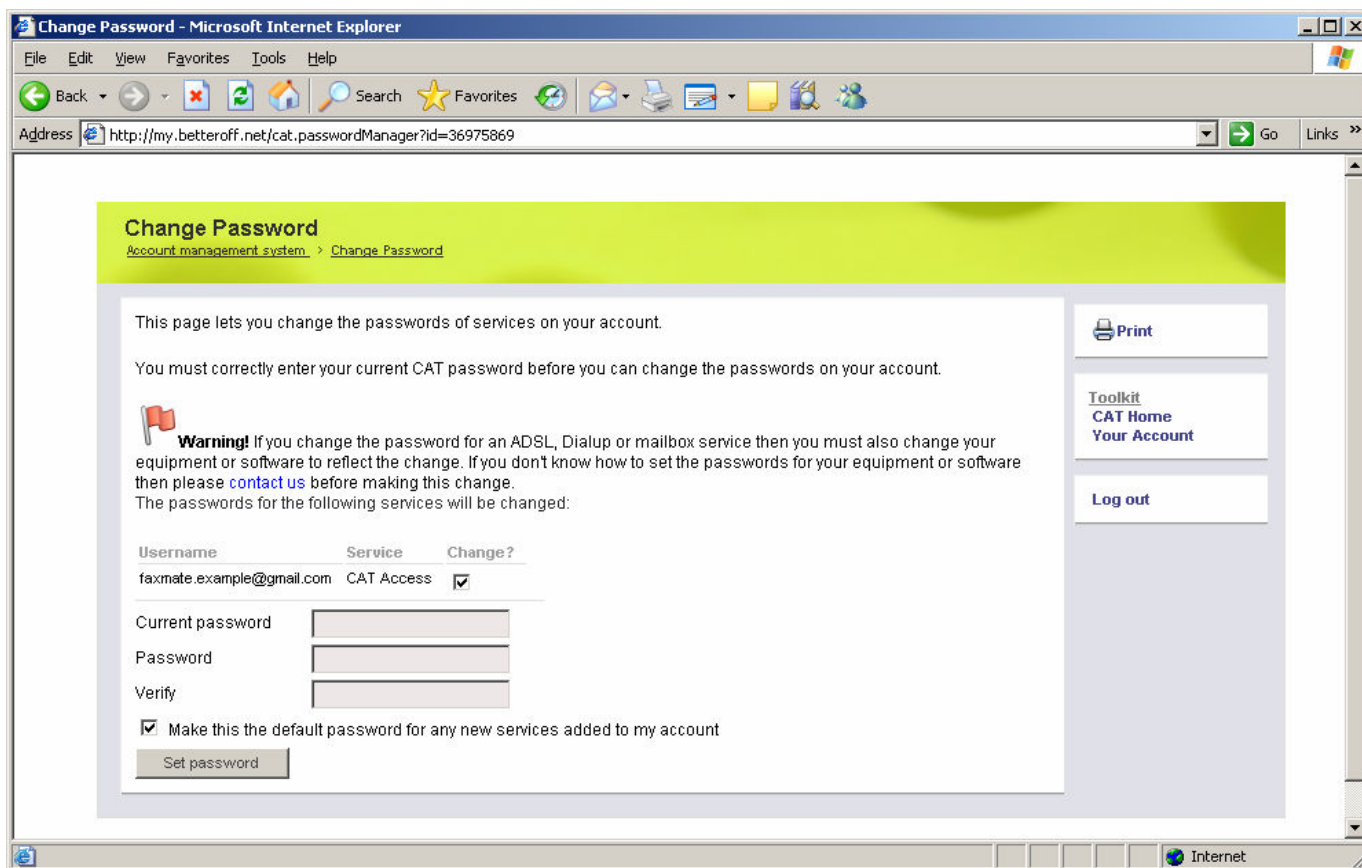 Change Password - Microsoft Internet Explorer
File Edit View Favorites Tools Help
Back Search Favorites
Address http://my.betteroff.net/cat.passwordManager?id=36975869 Go Links »
Change Password
Account management system > Change Password
This page lets you change the passwords of services on your account.
You must correctly enter your current CAT password before you can change the passwords on your account.
Warning! If you change the password for an ADSL, Dialup or mailbox service then you must also change your
equipment or software to reflect the change. If you don't know how to set the passwords for your equipment or software
then please contact us before making this change.
The passwords for the following services will be changed:
Username Service Change?
faxmate.example@gmail.com CAT Access
Current password
Password
Verify
Make this the default password for any new services added to my account
Set password
Print
Toolkit
CAT Home
Your Account
Log out
Internet